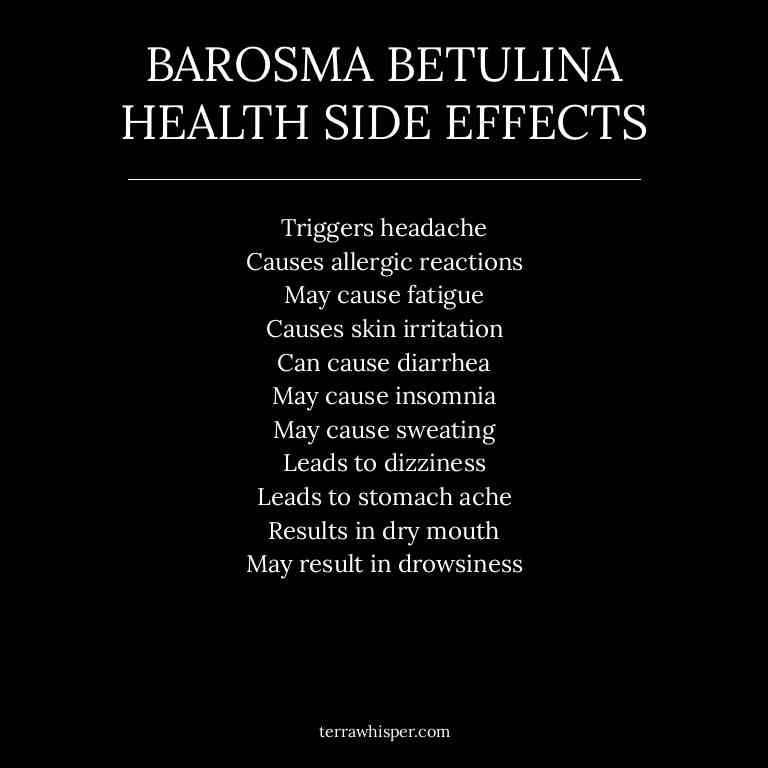 BAROSMA BETULINA
HEALTH SIDE EFFECTS
Triggers headache
Causes allergic reactions
May cause fatigue
Causes skin irritation
Can cause diarrhea
May cause insomnia
May cause sweating
Leads to dizziness
Leads to stomach ache
Results in dry mouth
May result in drowsiness
terrawhisper.com